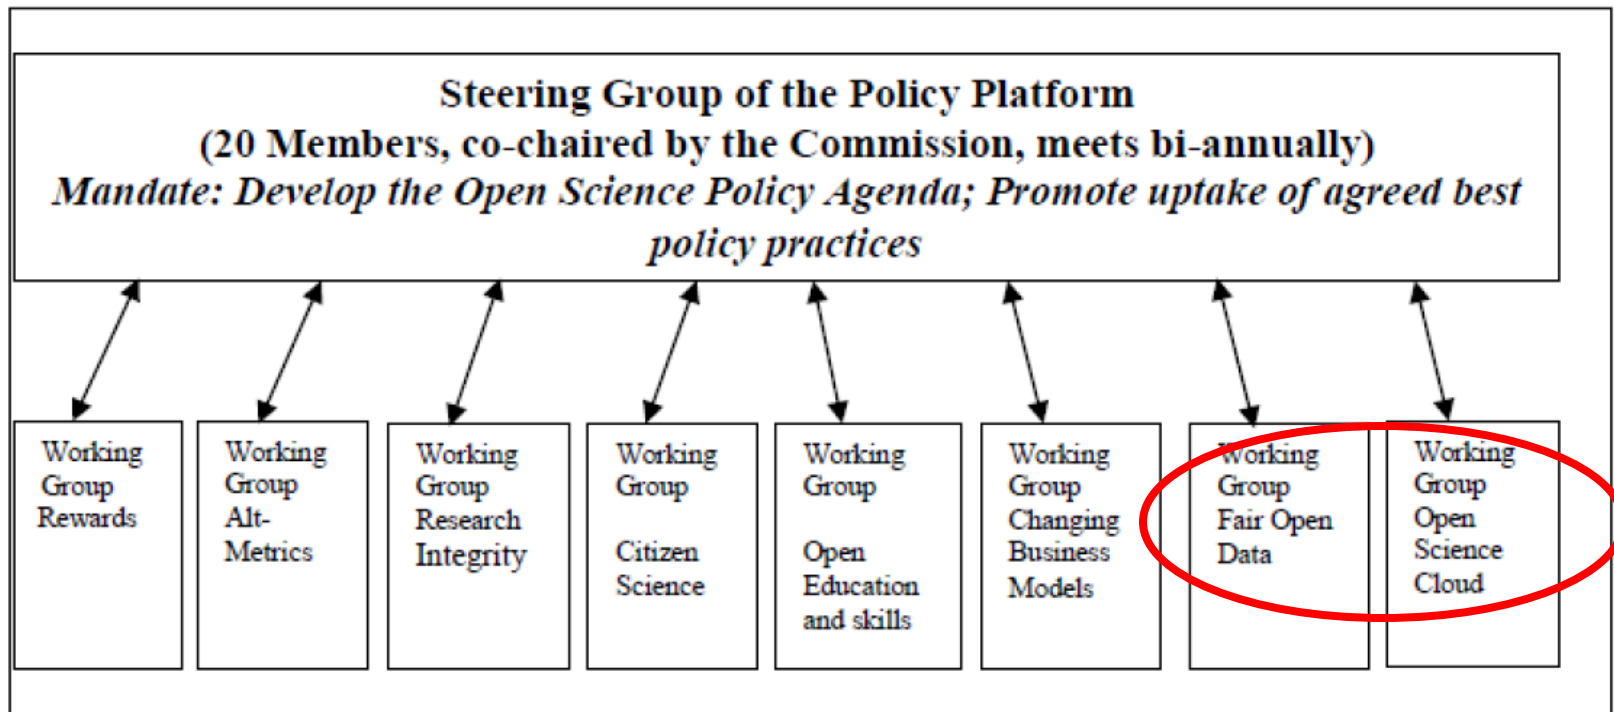 Steering Group of the Policy Platform
(20 Members, co-chaired by the Commission, meets bi-annually)
Mandate: Develop the Open Science Policy Agenda; Promote uptake of agreed best
policy practices
Working
Group
Rewards
Working
Group
Alt-
Metrics
Working
Group
Research
Integrity
Working
Group
Citizen
Science
Working
Group
Open
Education
and skills
Working
Group
Changing
Business
Models
Working
Group
Fair Open
Data
Working
Group
Open
Science
Cloud